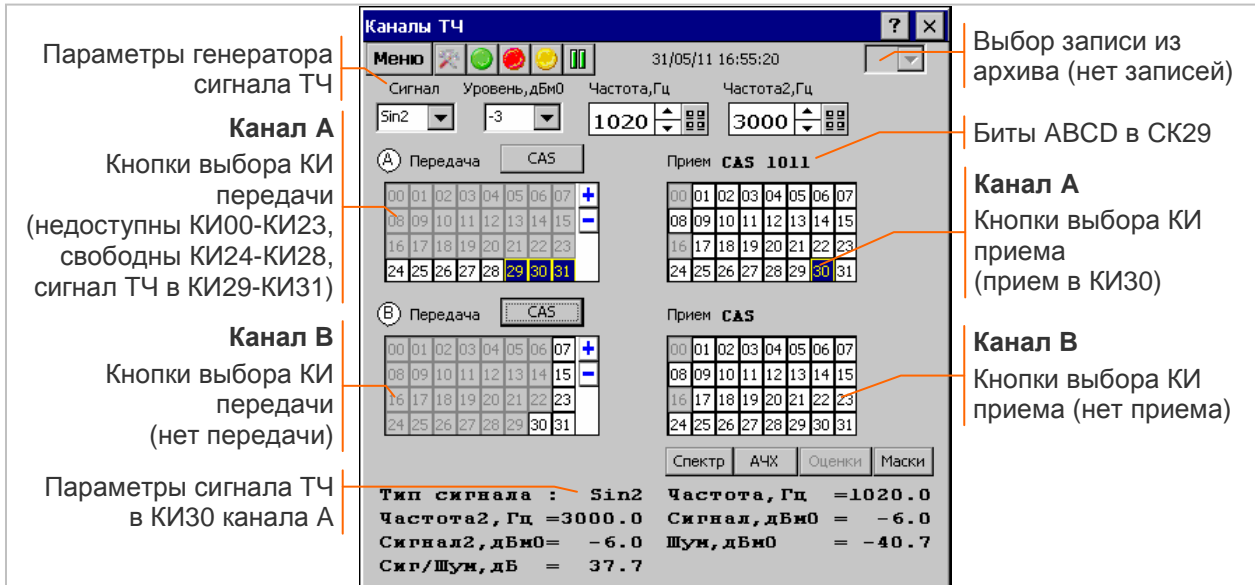 Каналы ТЧ ? ×
Меню 31/05/11 16:55:20
Сигнал Уровень,дБм0 Частота,Гц Частота2,Гц
Sin2 -3 1020 3000
A Передача CAS Прием CAS 1011
00 01 02 03 04 05 06 07 + 00 01 02 03 04 05 06 07
08 09 10 11 12 13 14 15 - 08 09 10 11 12 13 14 15
16 17 18 19 20 21 22 23 16 17 18 19 20 21 22 23
24 25 26 27 28 29 30 31 24 25 26 27 28 29 30 31
B Передача CAS Прием CAS
00 01 02 03 04 05 06 07 + 00 01 02 03 04 05 06 07
08 09 10 11 12 13 14 15 - 08 09 10 11 12 13 14 15
16 17 18 19 20 21 22 23 16 17 18 19 20 21 22 23
24 25 26 27 28 29 30 31 24 25 26 27 28 29 30 31
Спектр АЧХ Оценки Маски
Тип сигнала : Sin2 Частота,Гц =1020.0
Частота2,Гц =3000.0 Сигнал,дБм0 = -6.0
Сигнал2,дБм0= -6.0 Шум,дБм0 = -40.7
Сиг/Шум,дБ = 37.7
Параметры генератора
сигнала ТЧ
Канал А
Кнопки выбора КИ
передачи
(недоступны КИ00-КИ23,
свободны КИ24-КИ28,
сигнал ТЧ в КИ29-КИ31)
Канал B
Кнопки выбора КИ
передачи
(нет передачи)
Параметры сигнала ТЧ
в КИ30 канала А
Выбор записи из
архива (нет записей)
Биты ABCD в СК29
Канал А
Кнопки выбора КИ
приема
(прием в КИ30)
Канал B
Кнопки выбора КИ
приема (нет приема)